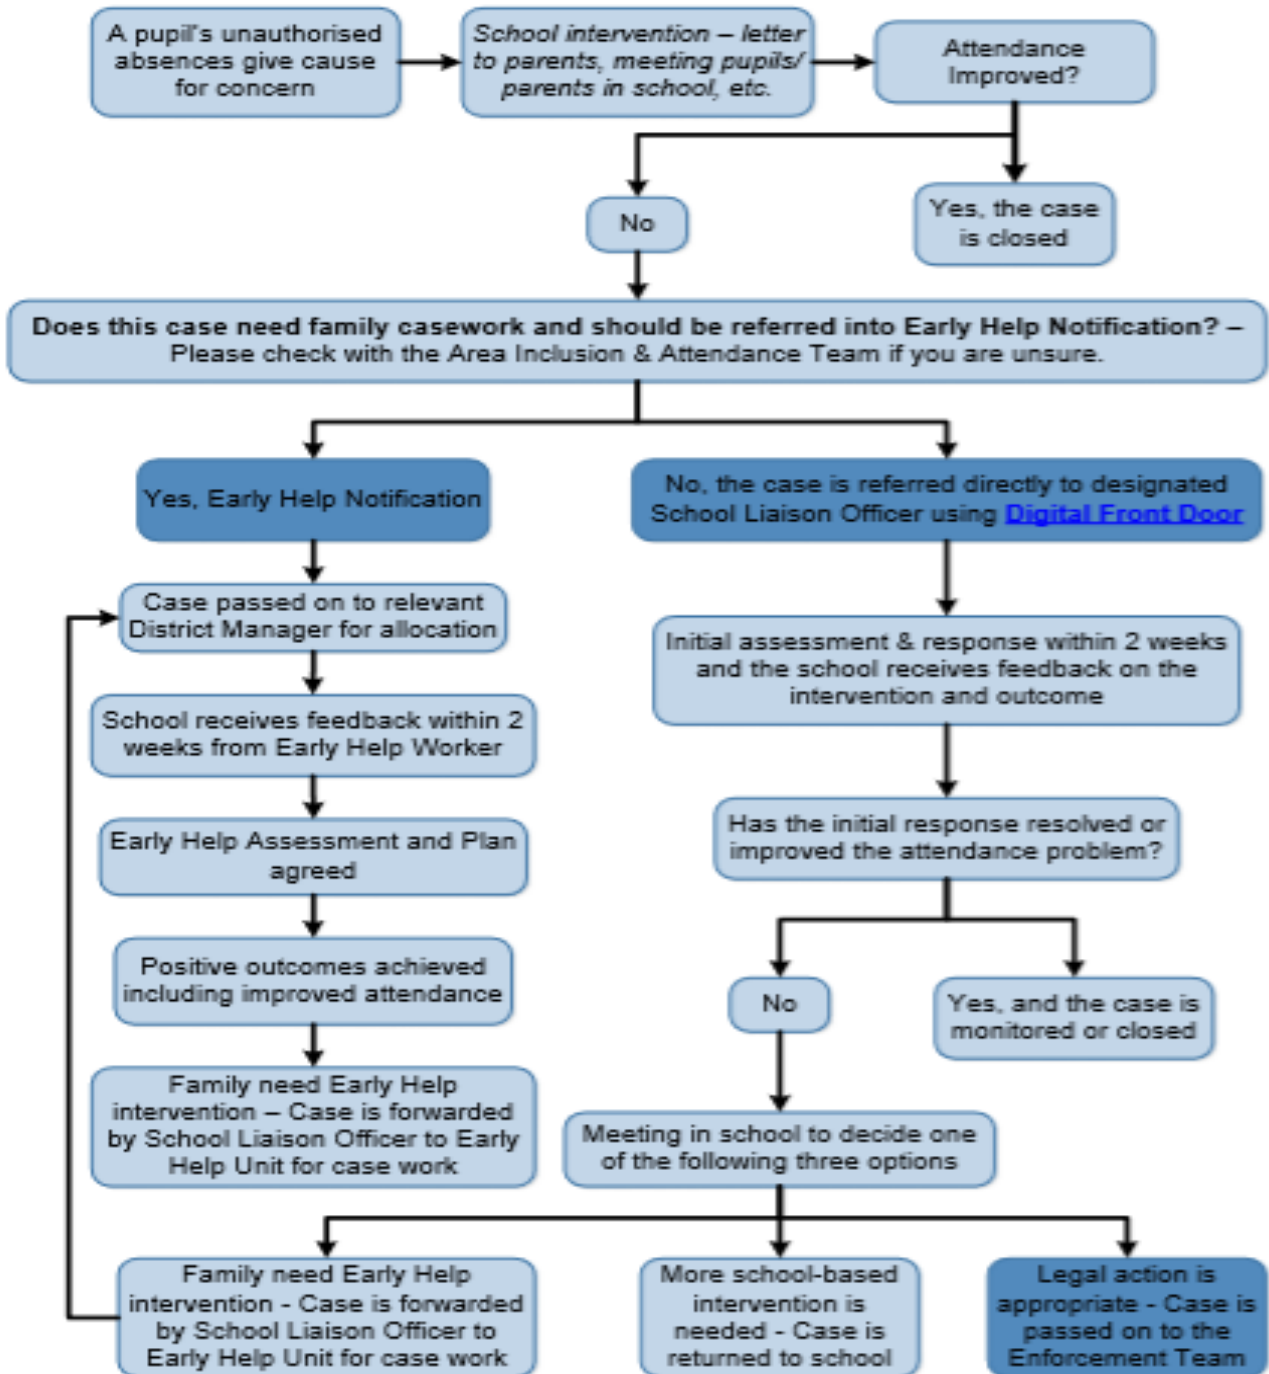 A pupil's unauthorised
absences give cause
for concern
School intervention – letter
to parents, meeting pupils/
parents in school, etc.
Attendance
Improved?
No
Yes, the case
is closed
Does this case need family casework and should be referred into Early Help Notification? –
Please check with the Area Inclusion & Attendance Team if you are unsure.
Yes, Early Help Notification
No, the case is referred directly to designated
School Liaison Officer using Digital Front Door
Case passed on to relevant
District Manager for allocation
School receives feedback within 2
weeks from Early Help Worker
Early Help Assessment and Plan
agreed
Positive outcomes achieved
including improved attendance
Family need Early Help
intervention – Case is forwarded
by School Liaison Officer to Early
Help Unit for case work
Initial assessment & response within 2 weeks
and the school receives feedback on the
intervention and outcome
Has the initial response resolved or
improved the attendance problem?
No
Yes, and the case is
monitored or closed
Meeting in school to decide one
of the following three options
Family need Early Help
intervention - Case is forwarded
by School Liaison Officer to
Early Help Unit for case work
More school-based
intervention is
needed - Case is
returned to school
Legal action is
appropriate - Case is
passed on to the
Enforcement Team